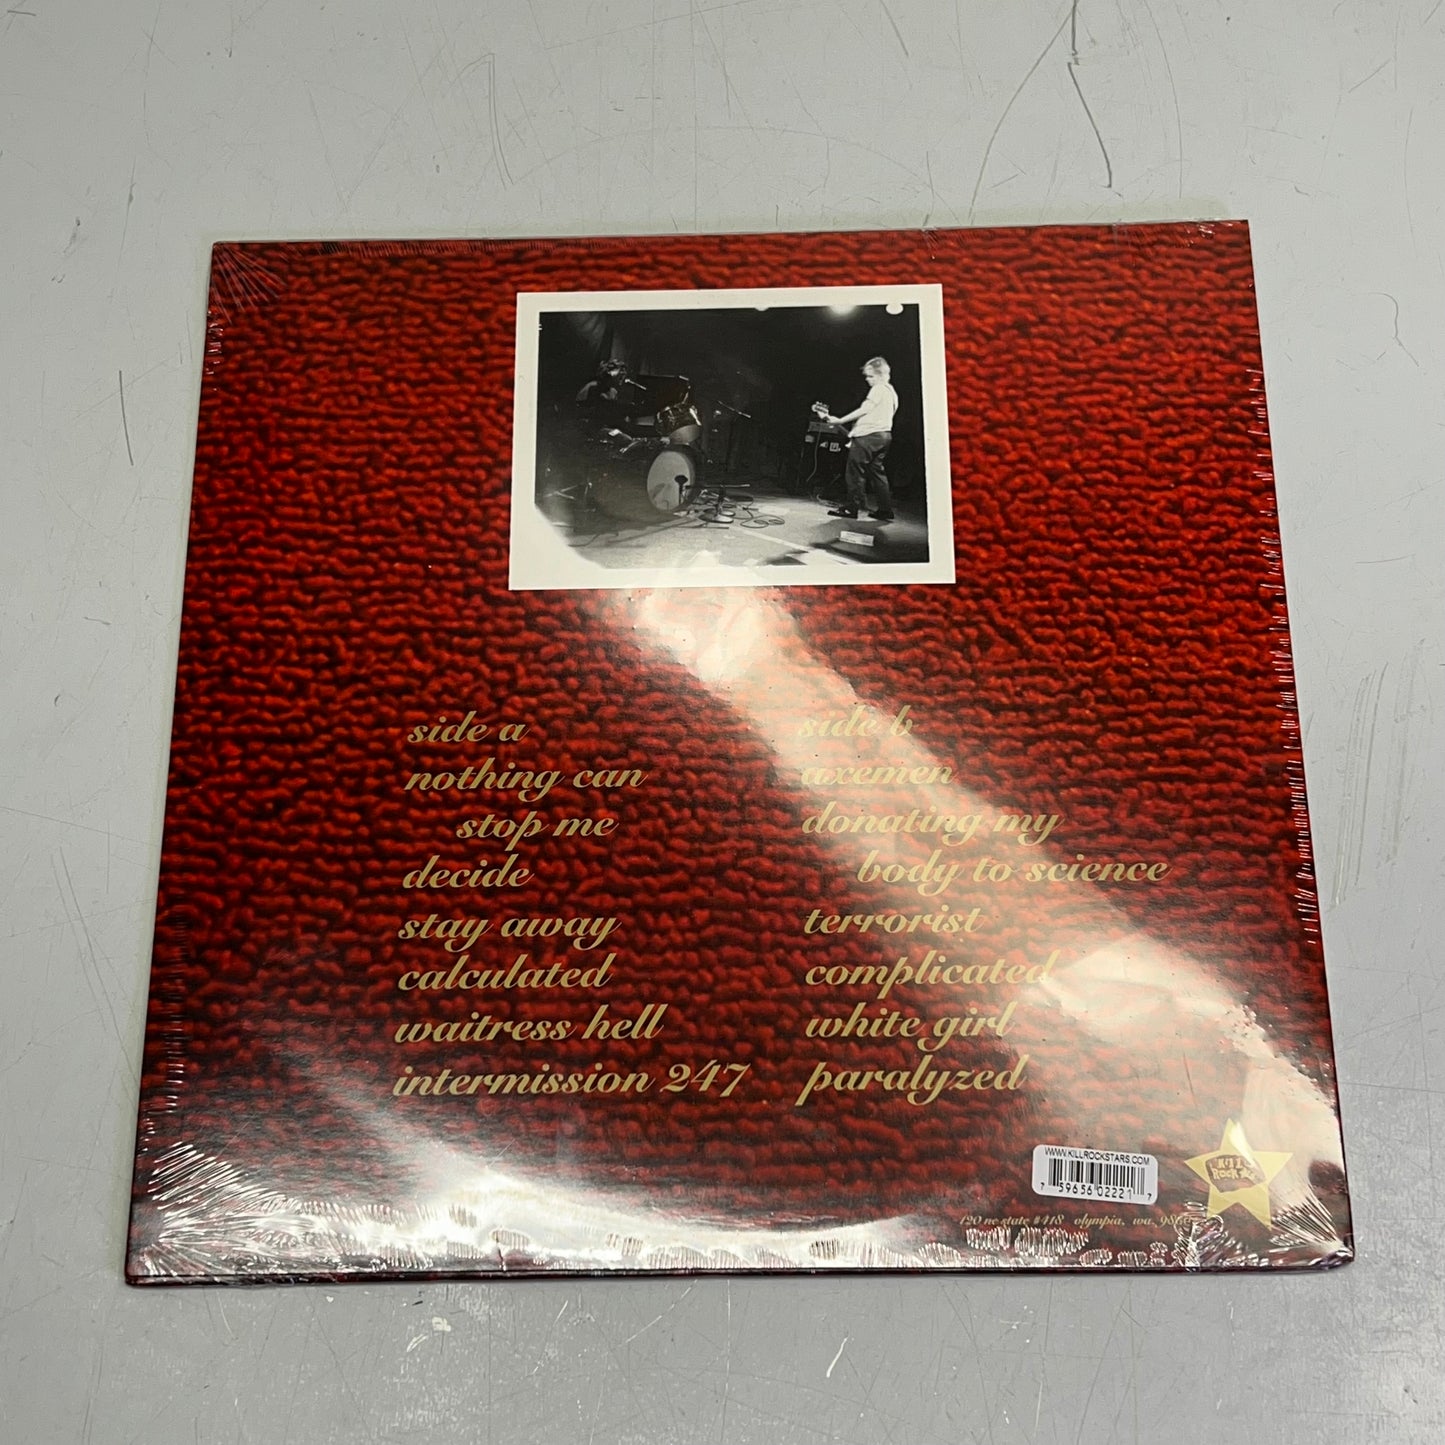 side a
nothing can
stop me
decide
stay away
calculated
waitress hell
intermission 247
side b
axemen
donating my
body to science
terrorist
complicated
white girl
paralyzed
WWW.KILLROCKSTARS.COM
7 59656 02221 7
120 ne state #418 olympia, wa.
Kill
Rock